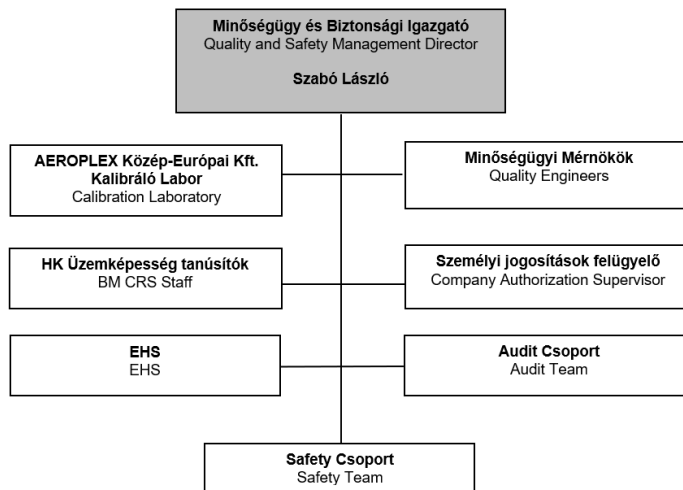 Minőségügy és Biztonsági Igazgató
Quality and Safety Management Director
Szabó László
AEROPLEX Közép-Európai Kft.
Kalibráló Labor
Calibration Laboratory
Minőségügyi Mérnökök
Quality Engineers
HK Üzemképesség tanúsítók
BM CRS Staff
Személyi jogosítások felügyelő
Company Authorization Supervisor
EHS
EHS
Audit Csoport
Audit Team
Safety Csoport
Safety Team